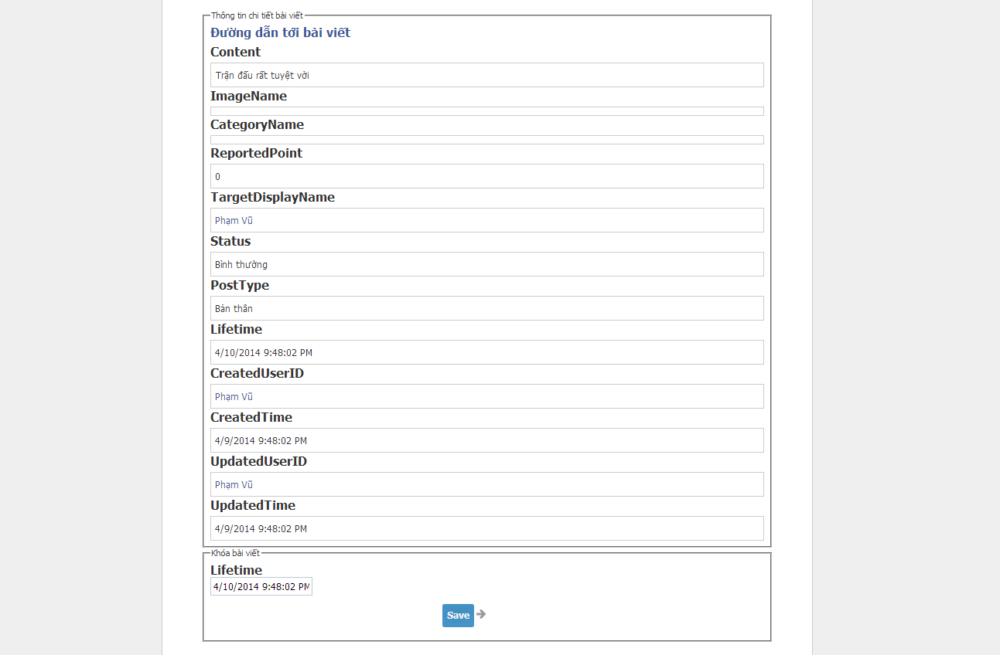 Thông tin chi tiết bài viết
Đường dẫn tới bài viết
Content
Trận đấu rất tuyệt vời
ImageName
CategoryName
ReportedPoint
0
TargetDisplayName
Phạm Vũ
Status
Bình thường
PostType
Bản thân
Lifetime
4/10/2014 9:48:02 PM
CreatedUserID
Phạm Vũ
CreatedTime
4/9/2014 9:48:02 PM
UpdatedUserID
Phạm Vũ
UpdatedTime
4/9/2014 9:48:02 PM
Khóa bài viết
Lifetime
4/10/2014 9:48:02 PM
Save